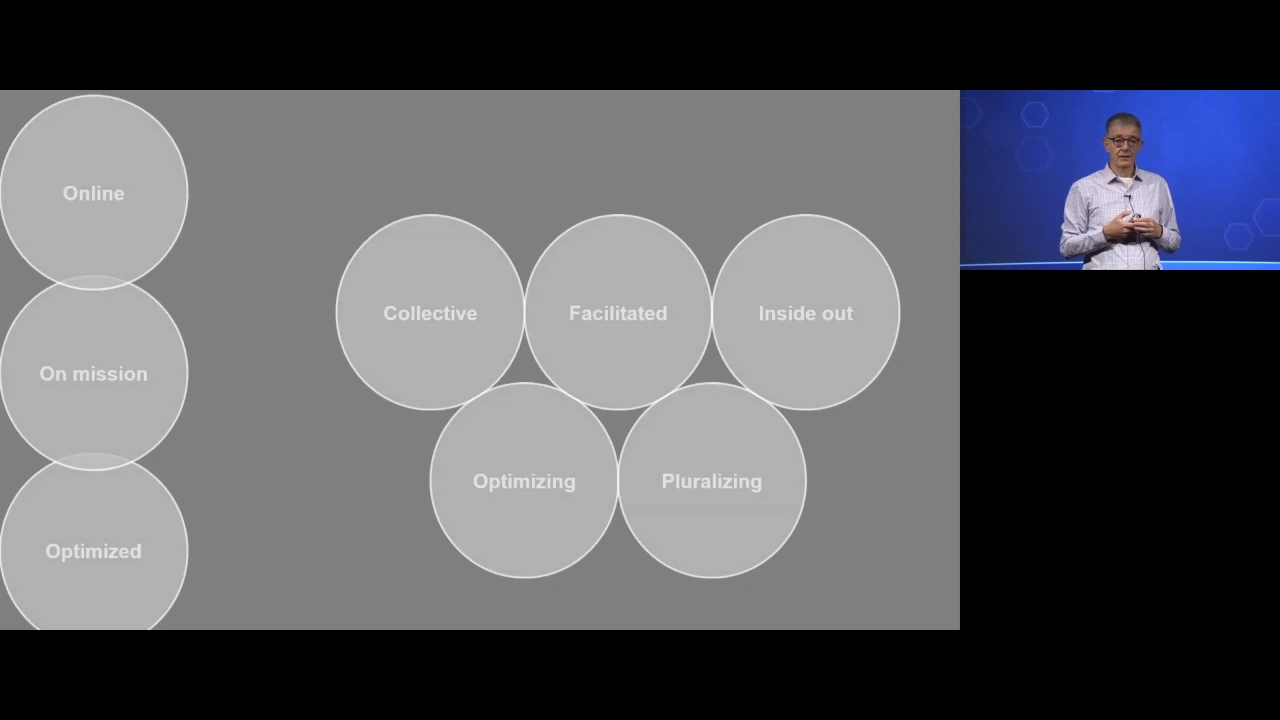 Online
On mission
Optimized
Collective
Facilitated
Inside out
Optimizing
Pluralizing